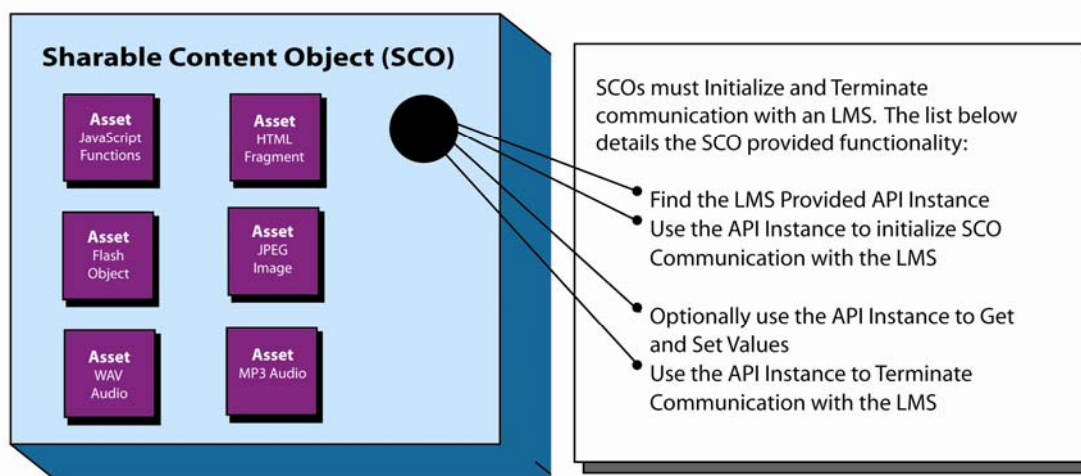 Sharable Content Object (SCO)
Asset
JavaScript
Functions
Asset
HTML
Fragment
Asset
Flash
Object
Asset
JPEG
Image
Asset
WAV
Audio
Asset
MP3 Audio
SCOs must Initialize and Terminate
communication with an LMS. The list below
details the SCO provided functionality:
Find the LMS Provided API Instance
Use the API Instance to initialize SCO
Communication with the LMS
Optionally use the API Instance to Get
and Set Values
Use the API Instance to Terminate
Communication with the LMS